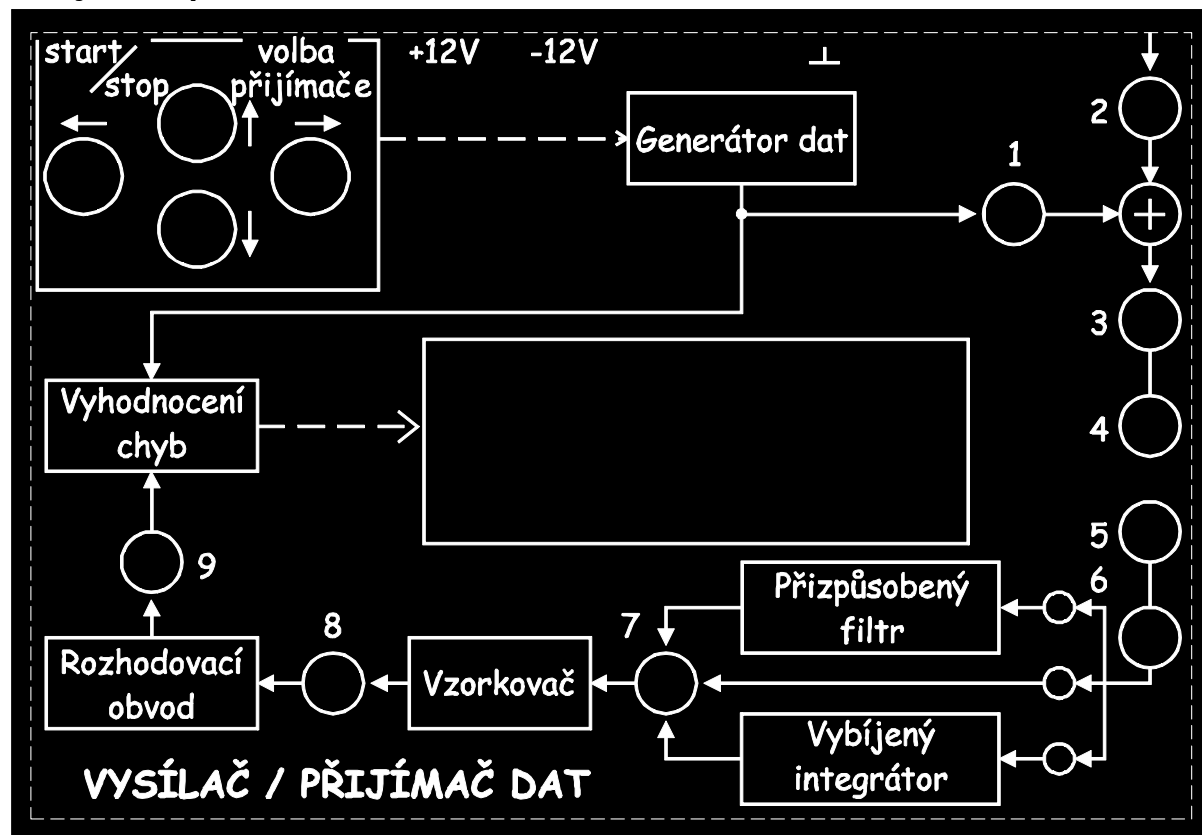 start/stop
volba
přijímače
+12V
-12V
Generátor dat
1
2
+
3
4
Vyhodnocení
chyb
5
6
9
Přizpůsobený
filtr
7
8
Rozhodovací
obvod
Vzorkovač
Vybíjený
integrátor
VYSÍLAČ / PŘIJÍMAČ DAT